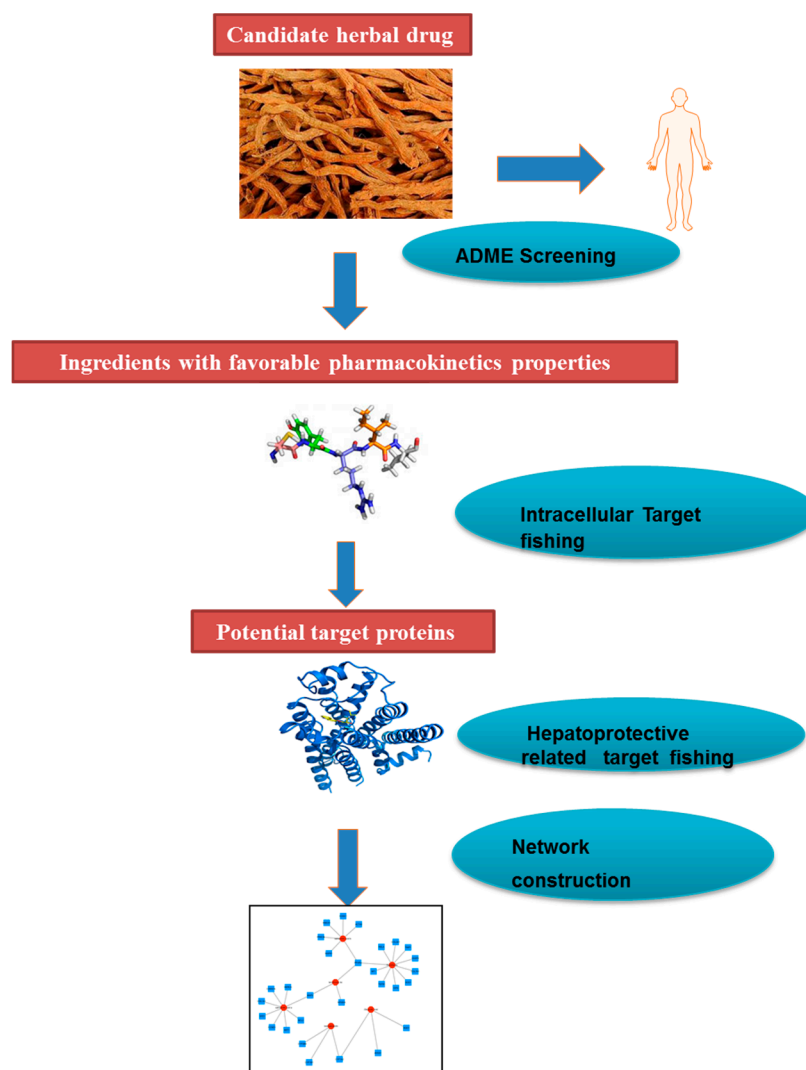 Candidate herbal drug
ADME Screening
Ingredients with favorable pharmacokinetics properties
Intracellular Target
fishing
Potential target proteins
Hepatoprotective
related target fishing
Network
construction